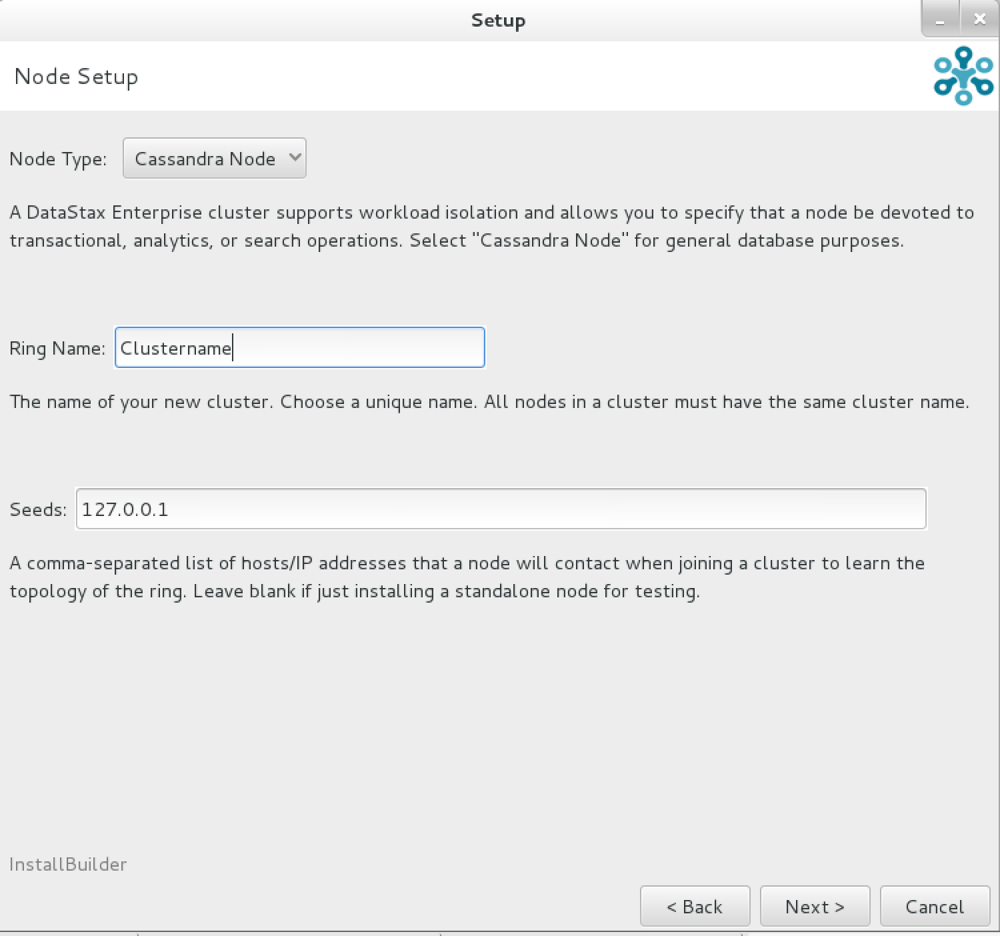 Setup
Node Setup
Node Type: Cassandra Node
A DataStax Enterprise cluster supports workload isolation and allows you to specify that a node be devoted to
transactional, analytics, or search operations. Select "Cassandra Node" for general database purposes.
Ring Name: Clustername
The name of your new cluster. Choose a unique name. All nodes in a cluster must have the same cluster name.
Seeds: 127.0.0.1
A comma-separated list of hosts/IP addresses that a node will contact when joining a cluster to learn the
topology of the ring. Leave blank if just installing a standalone node for testing.
InstallBuilder
< Back Next > Cancel